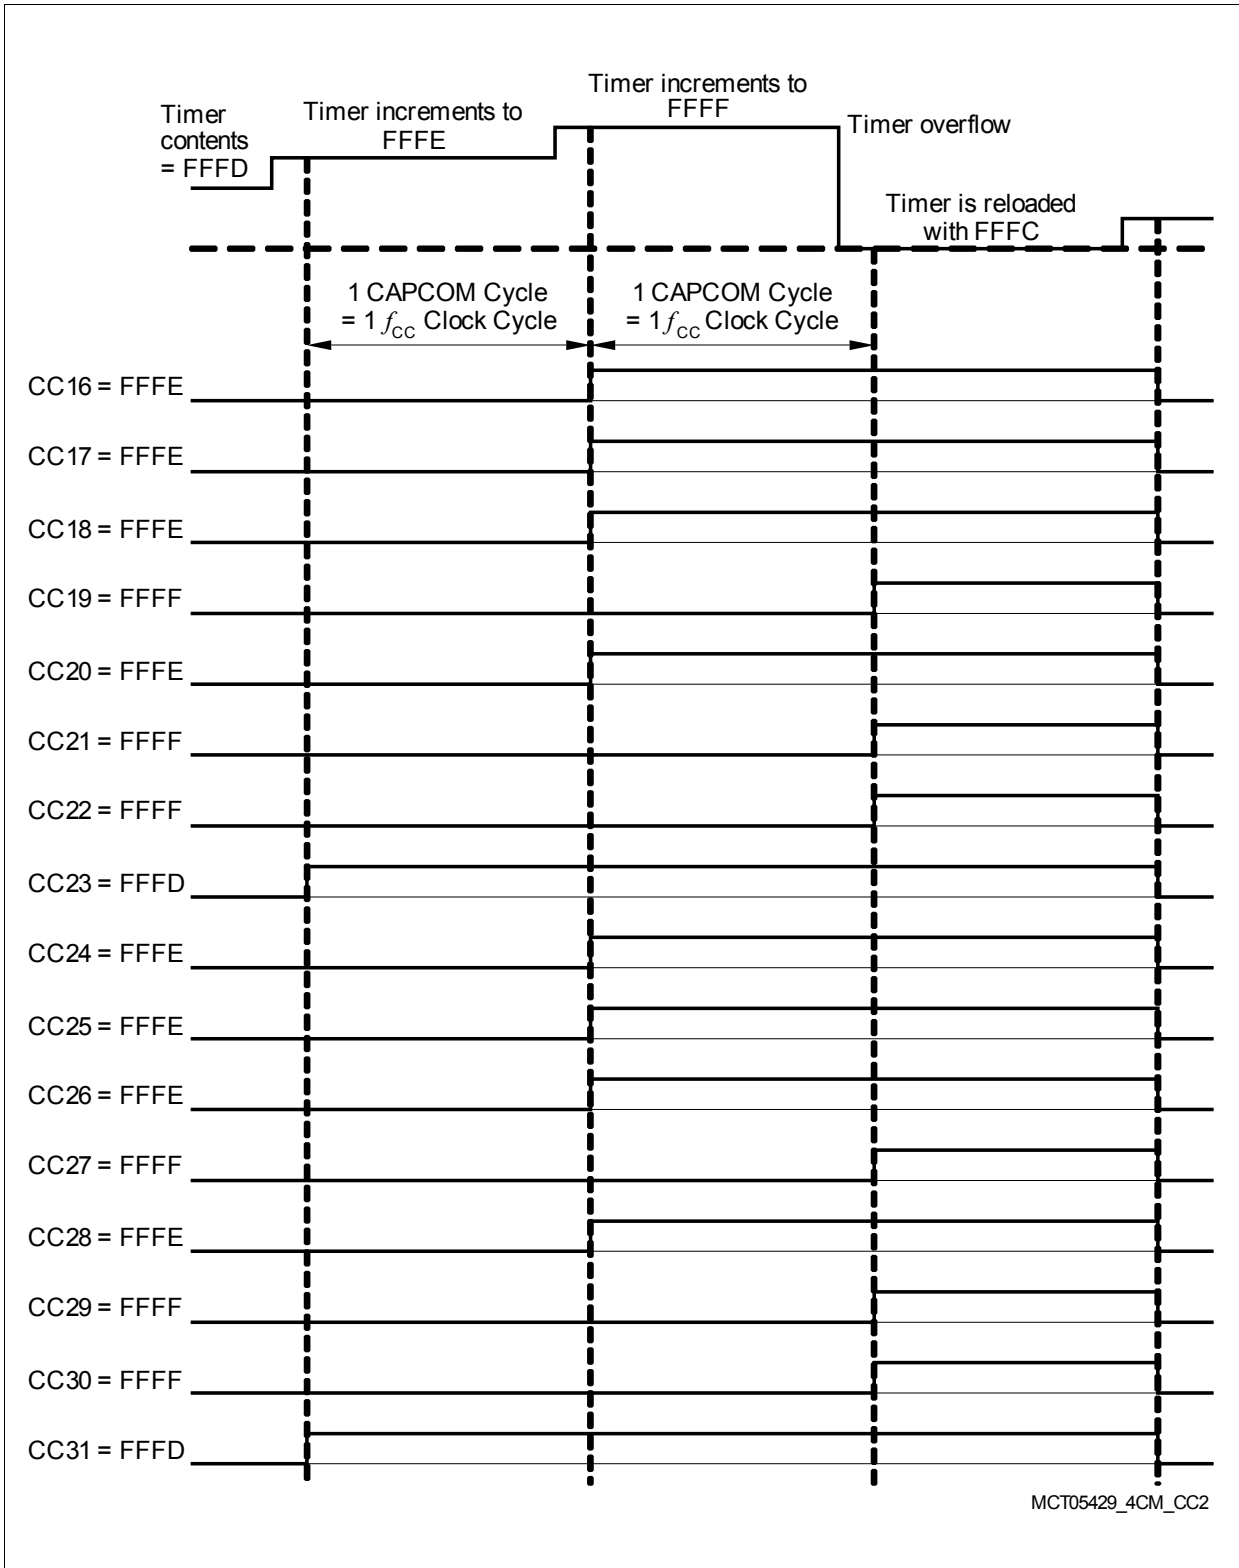 Timer increments to
FFFF
Timer
contents
= FFFD
Timer increments to
FFFE
Timer overflow
Timer is reloaded
with FFFC
1 CAPCOM Cycle
= 1 fCC Clock Cycle
1 CAPCOM Cycle
= 1 fCC Clock Cycle
CC16 = FFFE
CC17 = FFFE
CC18 = FFFE
CC19 = FFFF
CC20 = FFFE
CC21 = FFFF
CC22 = FFFF
CC23 = FFFD
CC24 = FFFE
CC25 = FFFE
CC26 = FFFE
CC27 = FFFF
CC28 = FFFE
CC29 = FFFF
CC30 = FFFF
CC31 = FFFD
MCT05429_4CM_CC2